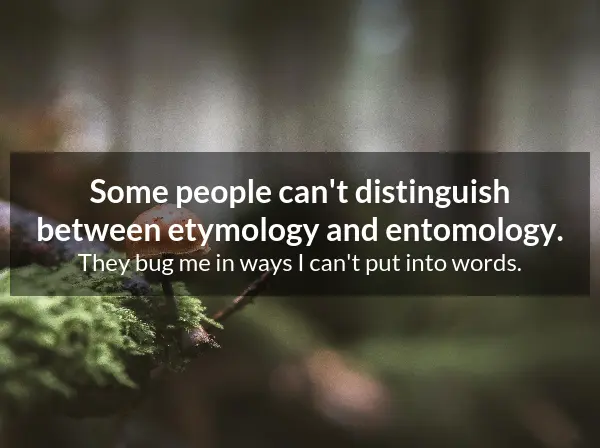 Some people can't distinguish
between etymology and entomology.
They bug me in ways I can't put into words.